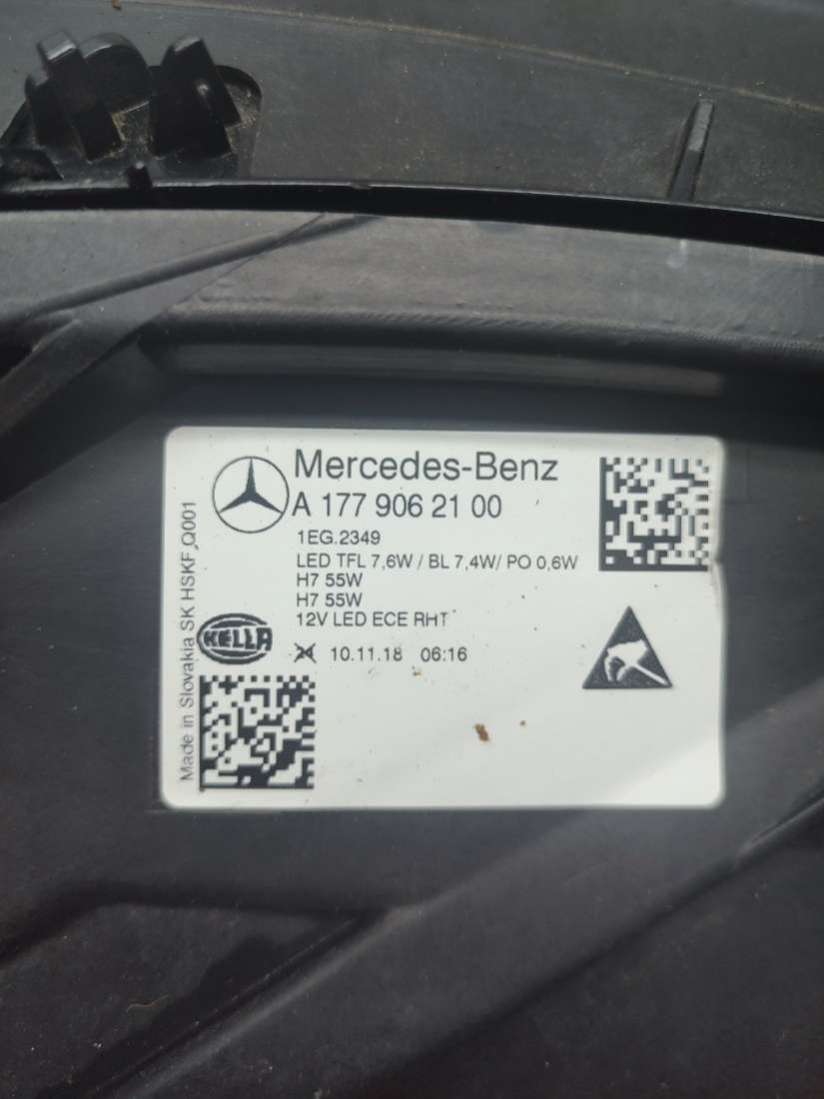 Mercedes-Benz
A 177 906 21 00
1EG.2349
LED TFL 7,6W / BL 7,4W/ PO 0,6W
H7 55W
H7 55W
12V LED ECE RHT
HELLA
10.11.18 06:16
Made in Slovakia SK HSKF,Q001